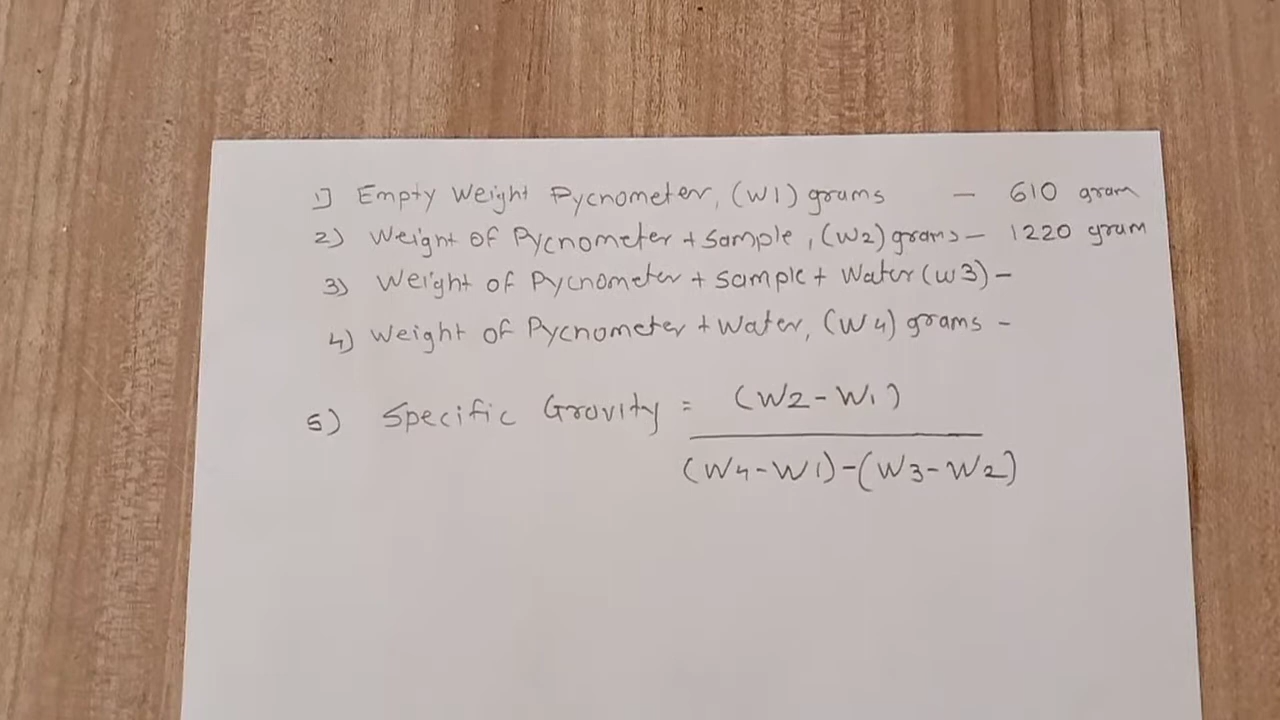 1] Empty Weight Pycnometer, (W1) grams - 610 gram
2) Weight of Pycnometer + Sample, (W2) grams - 1220 gram
3) Weight of Pycnometer + Sample + Water (W3) -
4) Weight of Pycnometer + Water, (W4) grams -
5) Specific Grovity = (W2 - W1)
(W4 - W1) - (W3 - W2)